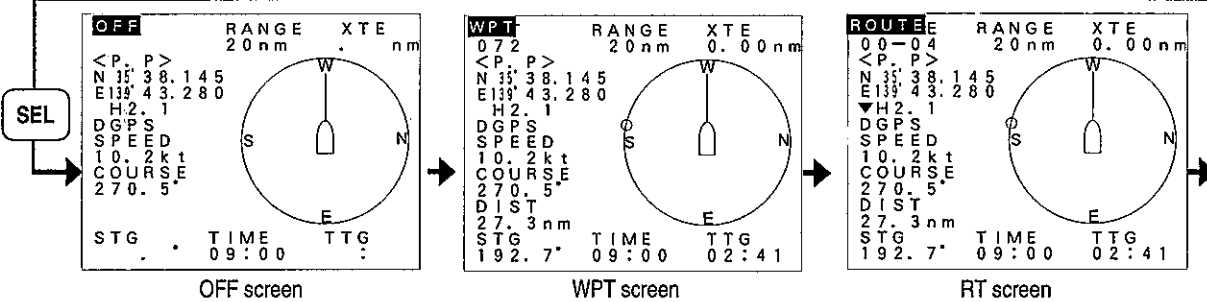 SEL
OFF
RANGE XTE
20nm . nm
<P. P>
N 35°38.145
E139°43.280
H2. 1
DGPS
SPEED
10. 2kt
COURSE
270. 5°
STG TIME TTG
. ° 09:00 :
W
S
N
E
OFF screen
WPT
072
RANGE XTE
20nm 0. 00nm
<P. P>
N 35°38.145
E139°43.280
H2. 1
DGPS
SPEED
10. 2kt
COURSE
270. 5°
DIST
27. 3nm
STG TIME TTG
192. 7° 09:00 02:41
W
S
N
E
WPT screen
ROUTEE
00-04
RANGE XTE
20nm 0. 00nm
<P. P>
N 35°38.145
E139°43.280
▼H2. 1
DGPS
SPEED
10. 2kt
COURSE
270. 5°
DIST
27. 3nm
STG TIME TTG
192. 7° 09:00 02:41
W
S
N
E
RT screen